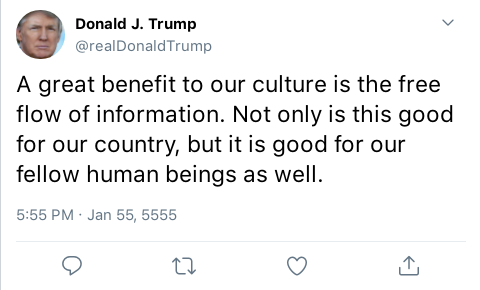 Donald J. Trump
@realDonaldTrump
A great benefit to our culture is the free
flow of information. Not only is this good
for our country, but it is good for our
fellow human beings as well.
5:55 PM · Jan 55, 5555